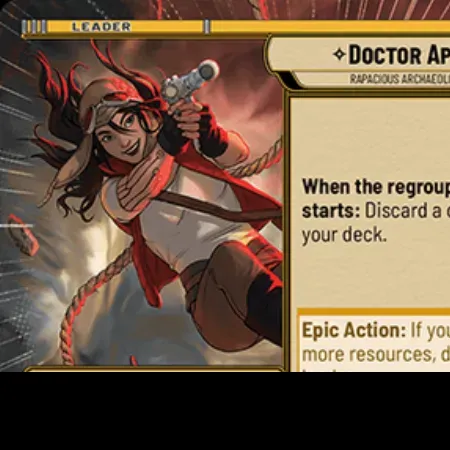 LEADER
DOCTOR AP
RAPACIOUS ARCHAEOL
When the regroup
starts: Discard a c
your deck.
Epic Action: If you
more resources, d